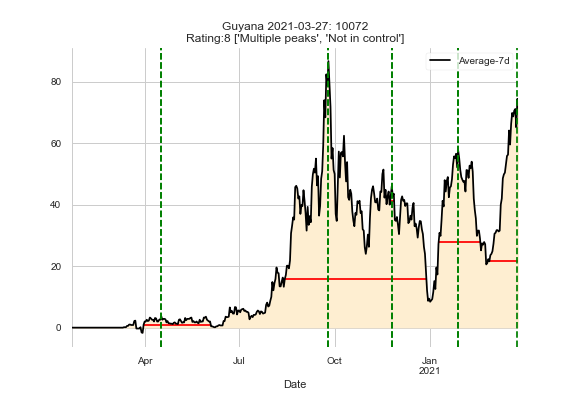 Guyana 2021-03-27: 10072
Rating:8 ['Multiple peaks', 'Not in control']
Average-7d
80
60
40
20
0
Apr
Jul
Oct
Jan
2021
Date